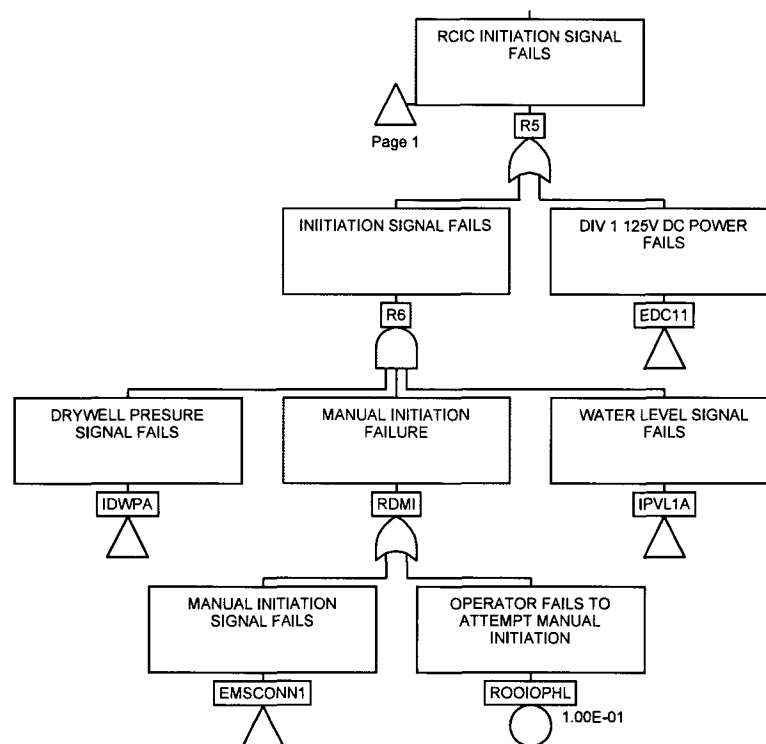 RCIC INITIATION SIGNAL
FAILS
Page 1
R5
INIITIATION SIGNAL FAILS
DIV 1 125V DC POWER
FAILS
R6
EDC11
DRYWELL PRESURE
SIGNAL FAILS
MANUAL INITIATION
FAILURE
WATER LEVEL SIGNAL
FAILS
IDWPA
RDMI
IPVL1A
MANUAL INITIATION
SIGNAL FAILS
OPERATOR FAILS TO
ATTEMPT MANUAL
INITIATION
EMSCONN1
ROOIOPHL
1.00E-01